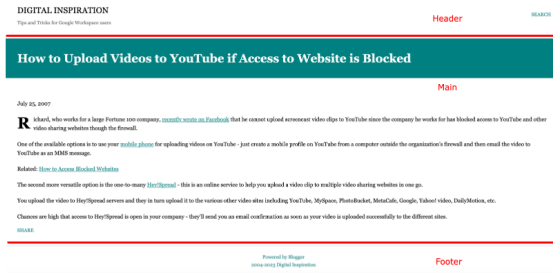 DIGITAL INSPIRATION
Tips and Tricks for Google Workspace users
Header
SEARCH
How to Upload Videos to YouTube if Access to Website is Blocked
Main
July 25, 2007
Richard, who works for a large Fortune 100 company, recently wrote on Facebook that he cannot upload screencast video clips to YouTube since the company he works for has blocked access to YouTube and other
video sharing websites though the firewall.
One of the available options is to use your mobile phone for uploading videos on YouTube - just create a mobile profile on YouTube from a computer outside the organization's firewall and then email the video to
YouTube as an MMS message.
Related: How to Access Blocked Websites
The second more versatile option is the one-to-many Hey!Spread - this is an online service to help you upload a video clip to multiple video sharing websites in one go.
You upload the video to Hey!Spread servers and they in turn upload it to the various other video sites including YouTube, MySpace, PhotoBucket, MetaCafe, Google, Yahoo! video, DailyMotion, etc.
Chances are high that access to Hey!Spread is open in your company - they'll send you an email confirmation as soon as your video is uploaded successfully to the different sites.
SHARE
Powered by Blogger
2004-2023 Digital Inspiration
Footer